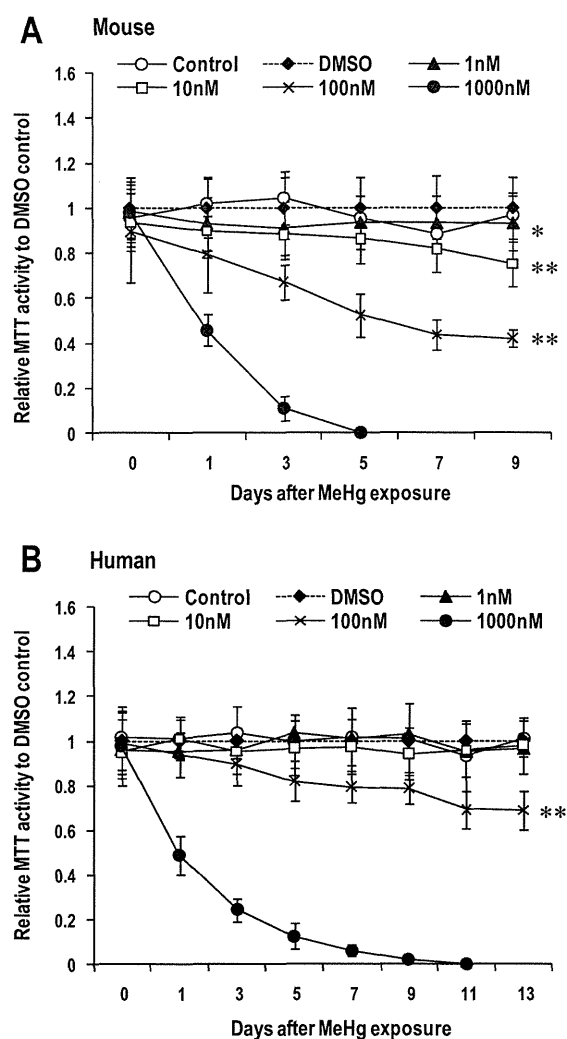 A Mouse
Control DMSO 1nM
10nM 100nM 1000nM
Relative MTT activity to DMSO control
1.6
1.4
1.2
1
0.8
0.6
0.4
0.2
0
*
**
**
0 1 3 5 7 9
Days after MeHg exposure
B Human
Control DMSO 1nM
10nM 100nM 1000nM
Relative MTT activity to DMSO control
1.6
1.4
1.2
1
0.8
0.6
0.4
0.2
0
**
0 1 3 5 7 9 11 13
Days after MeHg exposure